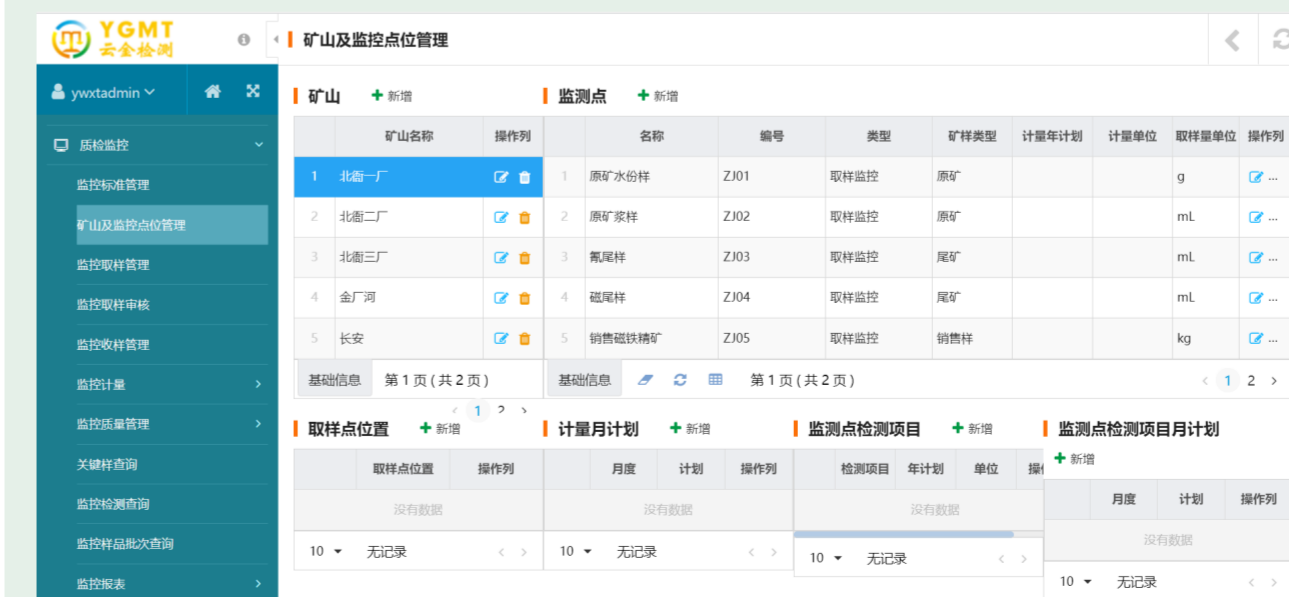 YGMT
云金检测
矿山及监控点位管理
ywxtadmin
质检监控
监控标准管理
矿山及监控点位管理
监控取样管理
监控取样审核
监控收样管理
监控计量
监控质量管理
关键样查询
监控检测查询
监控样品批次查询
监控报表
矿山 新增
矿山名称 操作列
1 北衙一厂
2 北衙二厂
3 北衙三厂
4 金厂河
5 长安
基础信息 第 1 页 ( 共 2 页 )
1 2
监测点 新增
名称 编号 类型 矿样类型 计量年计划 计量单位 取样量单位 操作列
1 原矿水份样 ZJ01 取样监控 原矿 g ...
2 原矿浆样 ZJ02 取样监控 原矿 mL ...
3 氰尾样 ZJ03 取样监控 尾矿 mL ...
4 磁尾样 ZJ04 取样监控 尾矿 mL ...
5 销售磁铁精矿 ZJ05 取样监控 销售样 kg ...
基础信息 第 1 页 ( 共 2 页 ) 1 2
取样点位置 新增
取样点位置 操作列
没有数据
10 无记录
计量月计划 新增
月度 计划 操作列
没有数据
10 无记录
监测点检测项目 新增
检测项目 年计划 单位
没有数据
10 无记录
监测点检测项目月计划
新增
月度 计划 操作列
没有数据
10 无记录